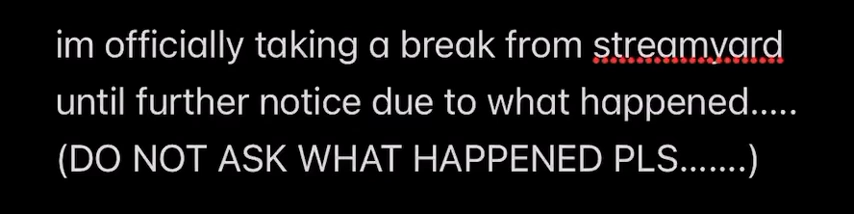 im officially taking a break from streamyard
until further notice due to what happened.....
(DO NOT ASK WHAT HAPPENED PLS.......)